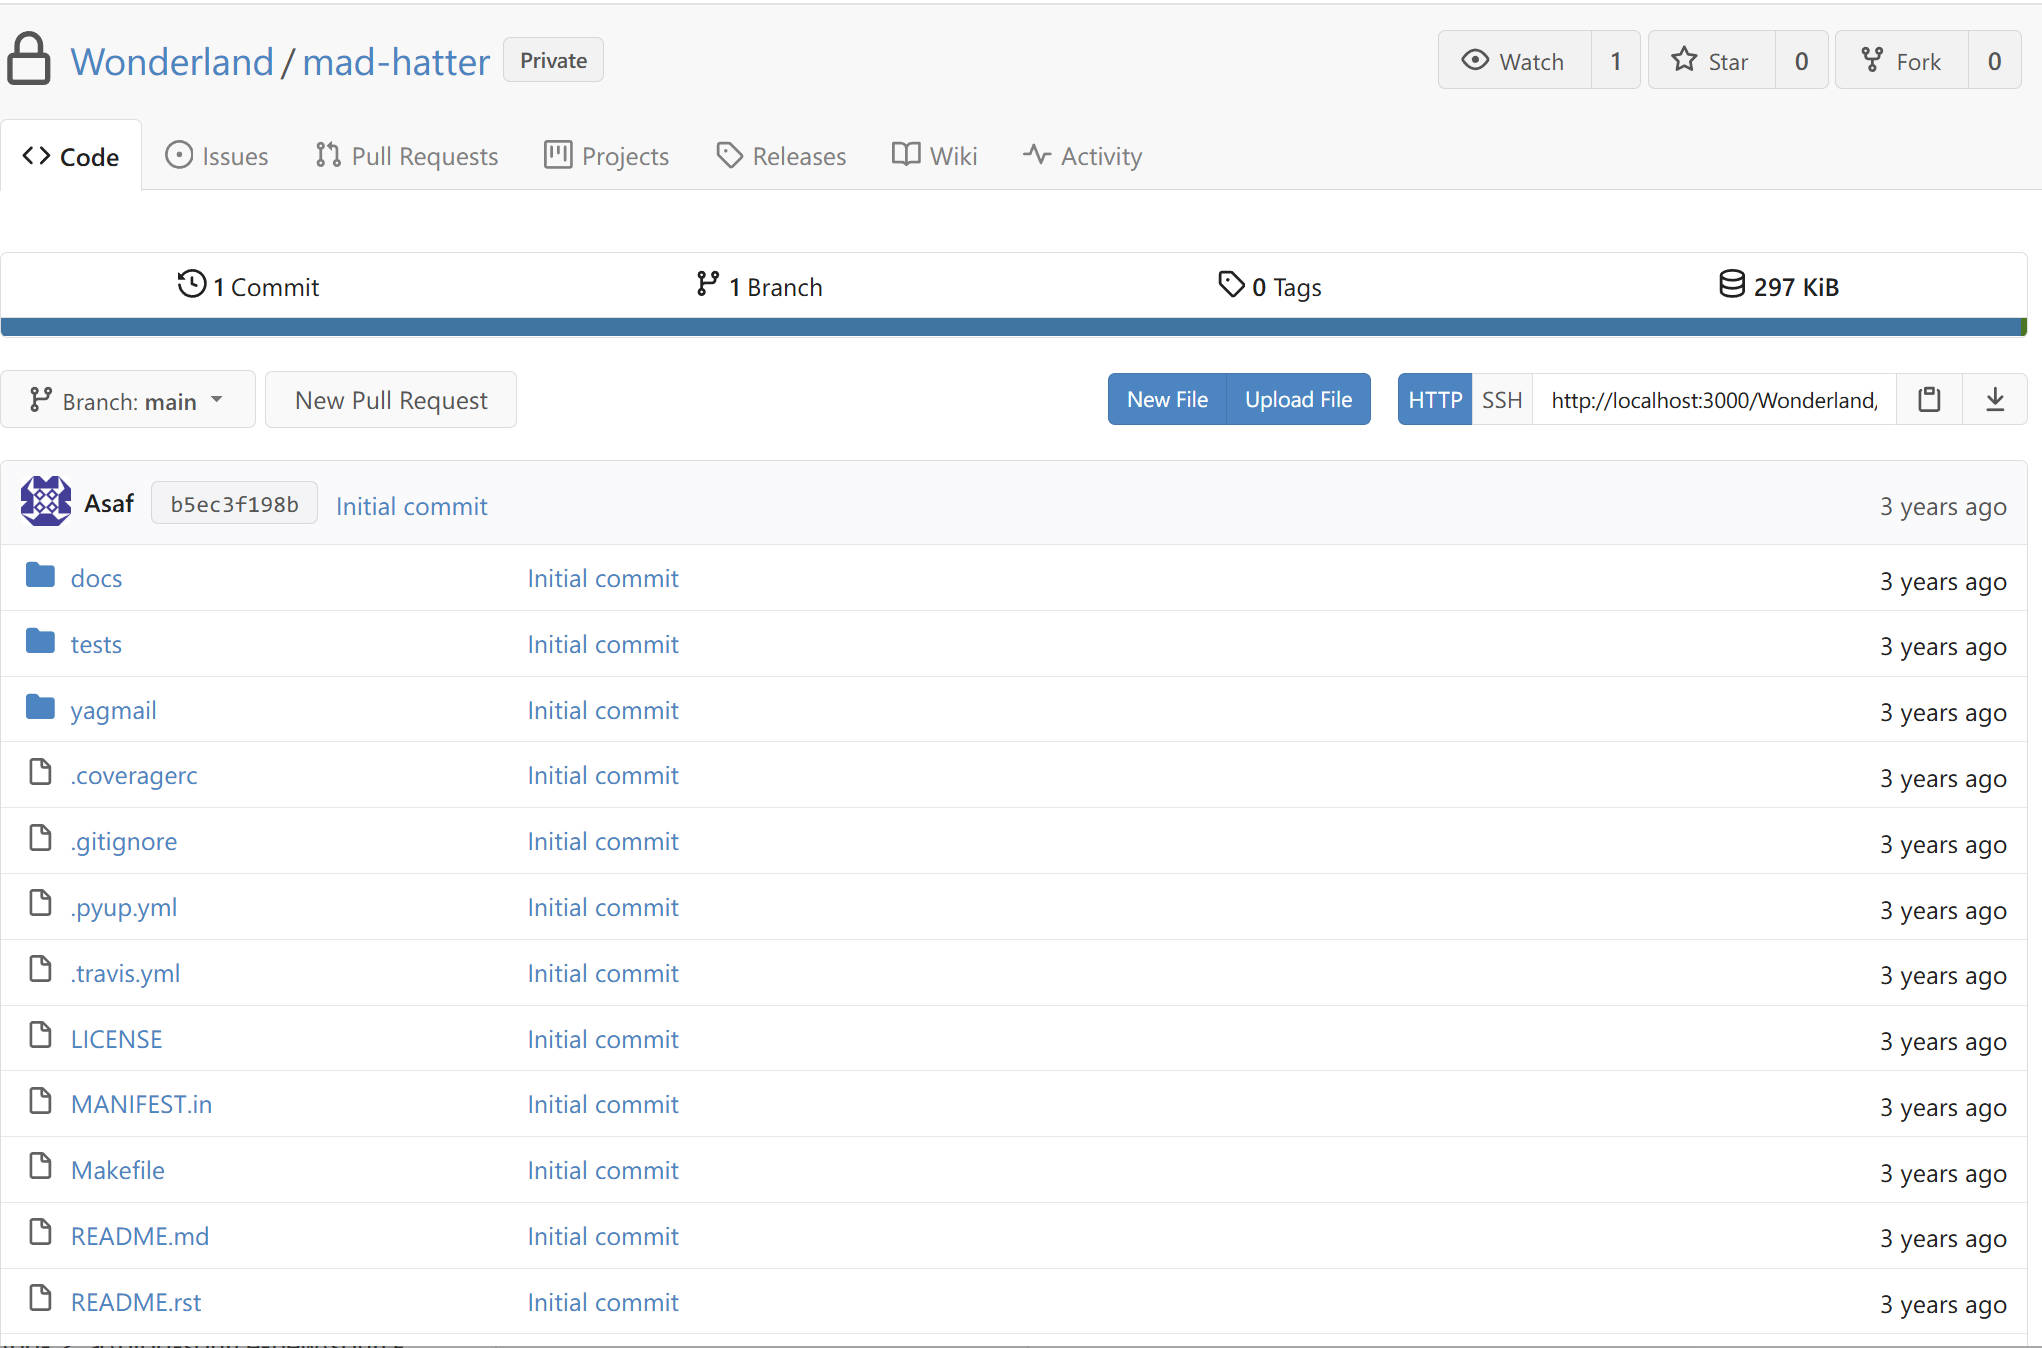 Wonderland / mad-hatter Private Watch 1 Star 0 Fork 0
Code Issues Pull Requests Projects Releases Wiki Activity
1 Commit 1 Branch 0 Tags 297 KiB
Branch: main New Pull Request New File Upload File HTTP SSH http://localhost:3000/Wonderland/
Asaf b5ec3f198b Initial commit 3 years ago
docs Initial commit 3 years ago
tests Initial commit 3 years ago
yagmail Initial commit 3 years ago
.coveragerc Initial commit 3 years ago
.gitignore Initial commit 3 years ago
.pyup.yml Initial commit 3 years ago
.travis.yml Initial commit 3 years ago
LICENSE Initial commit 3 years ago
MANIFEST.in Initial commit 3 years ago
Makefile Initial commit 3 years ago
README.md Initial commit 3 years ago
README.rst Initial commit 3 years ago